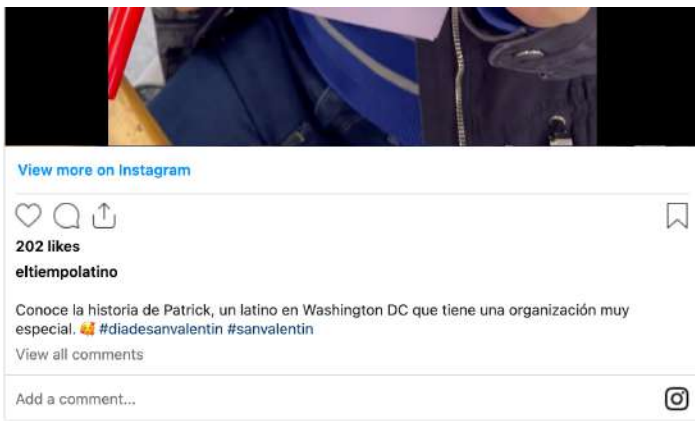 View more on Instagram
202 likes
eltiempolatino
Conoce la historia de Patrick, un latino en Washington DC que tiene una organización muy
especial. 🥰 #diadesanvalentin #sanvalentin
View all comments
Add a comment...